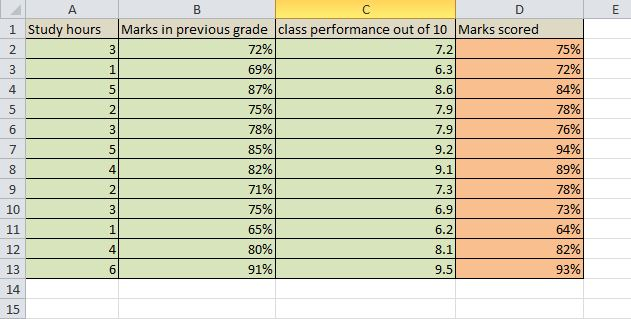 A B C D E
1 Study hours Marks in previous grade class performance out of 10 Marks scored
2 3 72% 7.2 75%
3 1 69% 6.3 72%
4 5 87% 8.6 84%
5 2 75% 7.9 78%
6 3 78% 7.9 76%
7 5 85% 9.2 94%
8 4 82% 9.1 89%
9 2 71% 7.3 78%
10 3 75% 6.9 73%
11 1 65% 6.2 64%
12 4 80% 8.1 82%
13 6 91% 9.5 93%
14
15